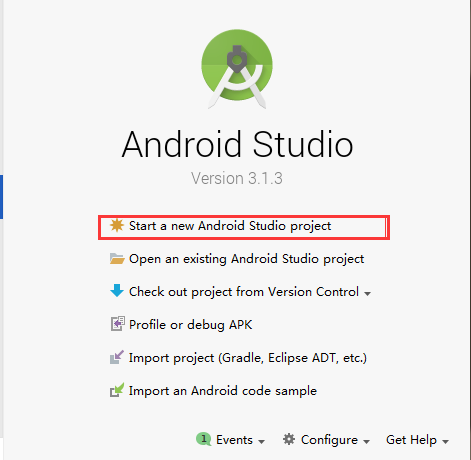 Android Studio
Version 3.1.3
Start a new Android Studio project
Open an existing Android Studio project
Check out project from Version Control
Profile or debug APK
Import project (Gradle, Eclipse ADT, etc.)
Import an Android code sample
1 Events Configure Get Help